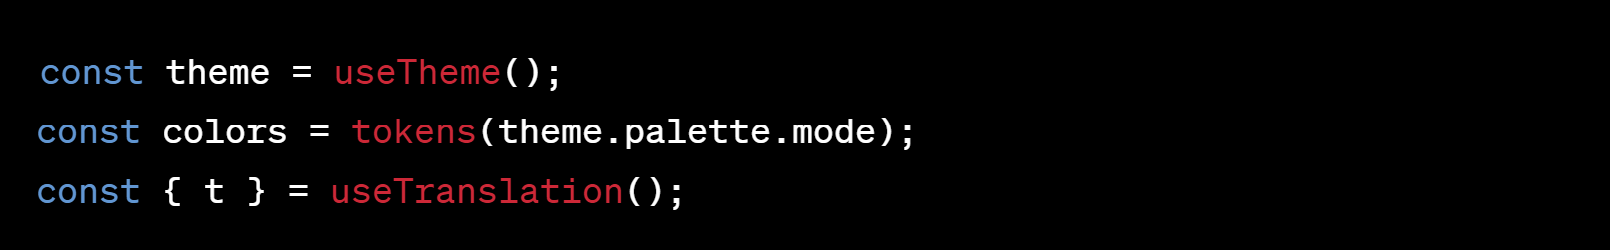 const theme = useTheme();
const colors = tokens(theme.palette.mode);
const { t } = useTranslation();